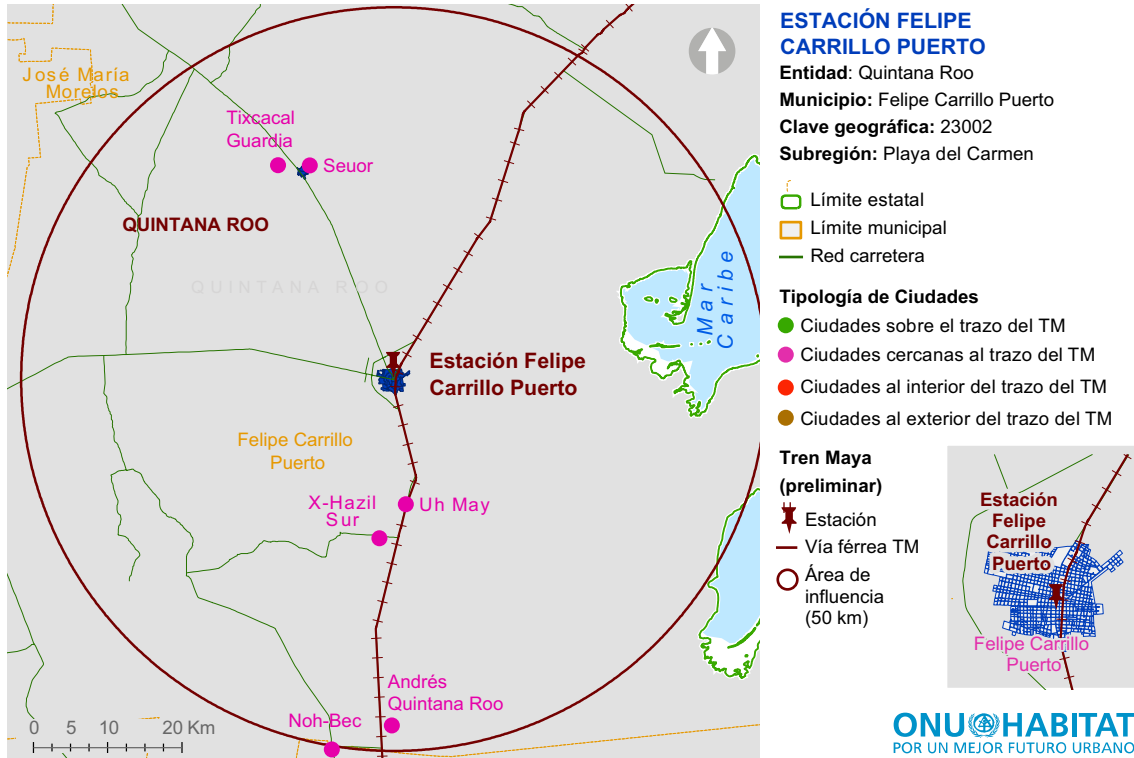 José María
Morelos
Tixcacal
Guardia
Seuor
QUINTANA ROO
QUINTANA ROO
Mar
Caribe
Estación Felipe
Carrillo Puerto
Felipe Carrillo
Puerto
X-Hazil
Sur
Uh May
Andrés
Quintana Roo
Noh-Bec
0 5 10 20 Km
ESTACIÓN FELIPE
CARRILLO PUERTO
Entidad: Quintana Roo
Municipio: Felipe Carrillo Puerto
Clave geográfica: 23002
Subregión: Playa del Carmen
Límite estatal
Límite municipal
Red carretera
Tipología de Ciudades
Ciudades sobre el trazo del TM
Ciudades cercanas al trazo del TM
Ciudades al interior del trazo del TM
Ciudades al exterior del trazo del TM
Tren Maya
(preliminar)
Estación
Vía férrea TM
Área de
influencia
(50 km)
Estación
Felipe
Carrillo
Puerto
Felipe Carrillo
Puerto
ONU HABITAT
POR UN MEJOR FUTURO URBANO